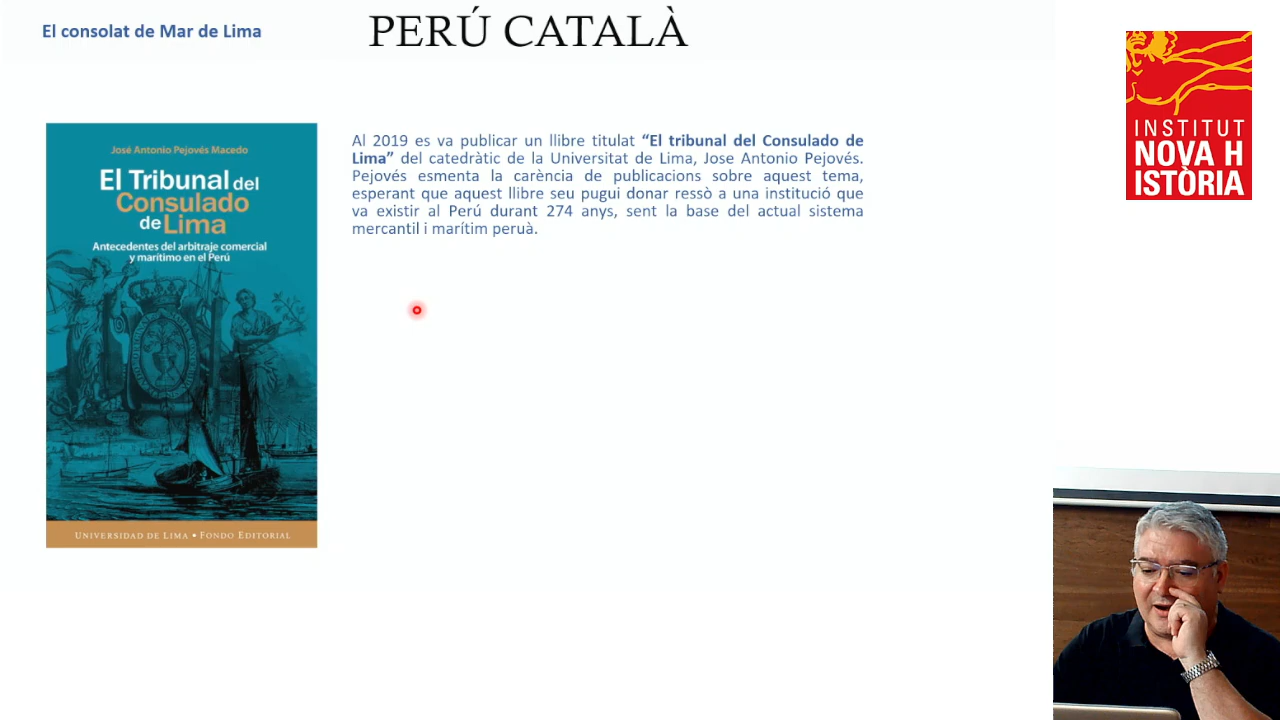 El consolat de Mar de Lima
PERÚ CATALÀ
INSTITUT
NOVA H
ISTÒRIA
José Antonio Pejovés Macedo
El Tribunal del
Consulado
de Lima
Antecedentes del arbitraje comercial
y marítimo en el Perú
UNIVERSIDAD DE LIMA • FONDO EDITORIAL
Al 2019 es va publicar un llibre titulat “El tribunal del Consulado de
Lima” del catedràtic de la Universitat de Lima, Jose Antonio Pejovés.
Pejovés esmenta la carència de publicacions sobre aquest tema,
esperant que aquest llibre seu pugui donar ressò a una institució que
va existir al Perú durant 274 anys, sent la base del actual sistema
mercantil i marítim peruà.